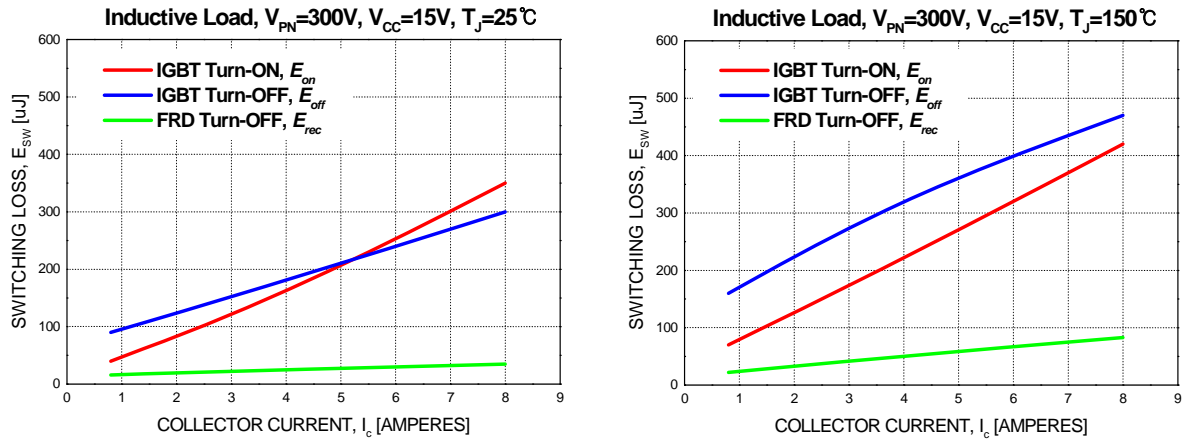 Inductive Load, V_PN=300V, V_CC=15V, T_J=25℃
600
500
400
300
200
100
0
SWITCHING LOSS, E_SW [uJ]
IGBT Turn-ON, E_on
IGBT Turn-OFF, E_off
FRD Turn-OFF, E_rec
0 1 2 3 4 5 6 7 8 9
COLLECTOR CURRENT, I_c [AMPERES]
Inductive Load, V_PN=300V, V_CC=15V, T_J=150℃
600
500
400
300
200
100
0
SWITCHING LOSS, E_SW [uJ]
IGBT Turn-ON, E_on
IGBT Turn-OFF, E_off
FRD Turn-OFF, E_rec
0 1 2 3 4 5 6 7 8 9
COLLECTOR CURRENT, I_c [AMPERES]